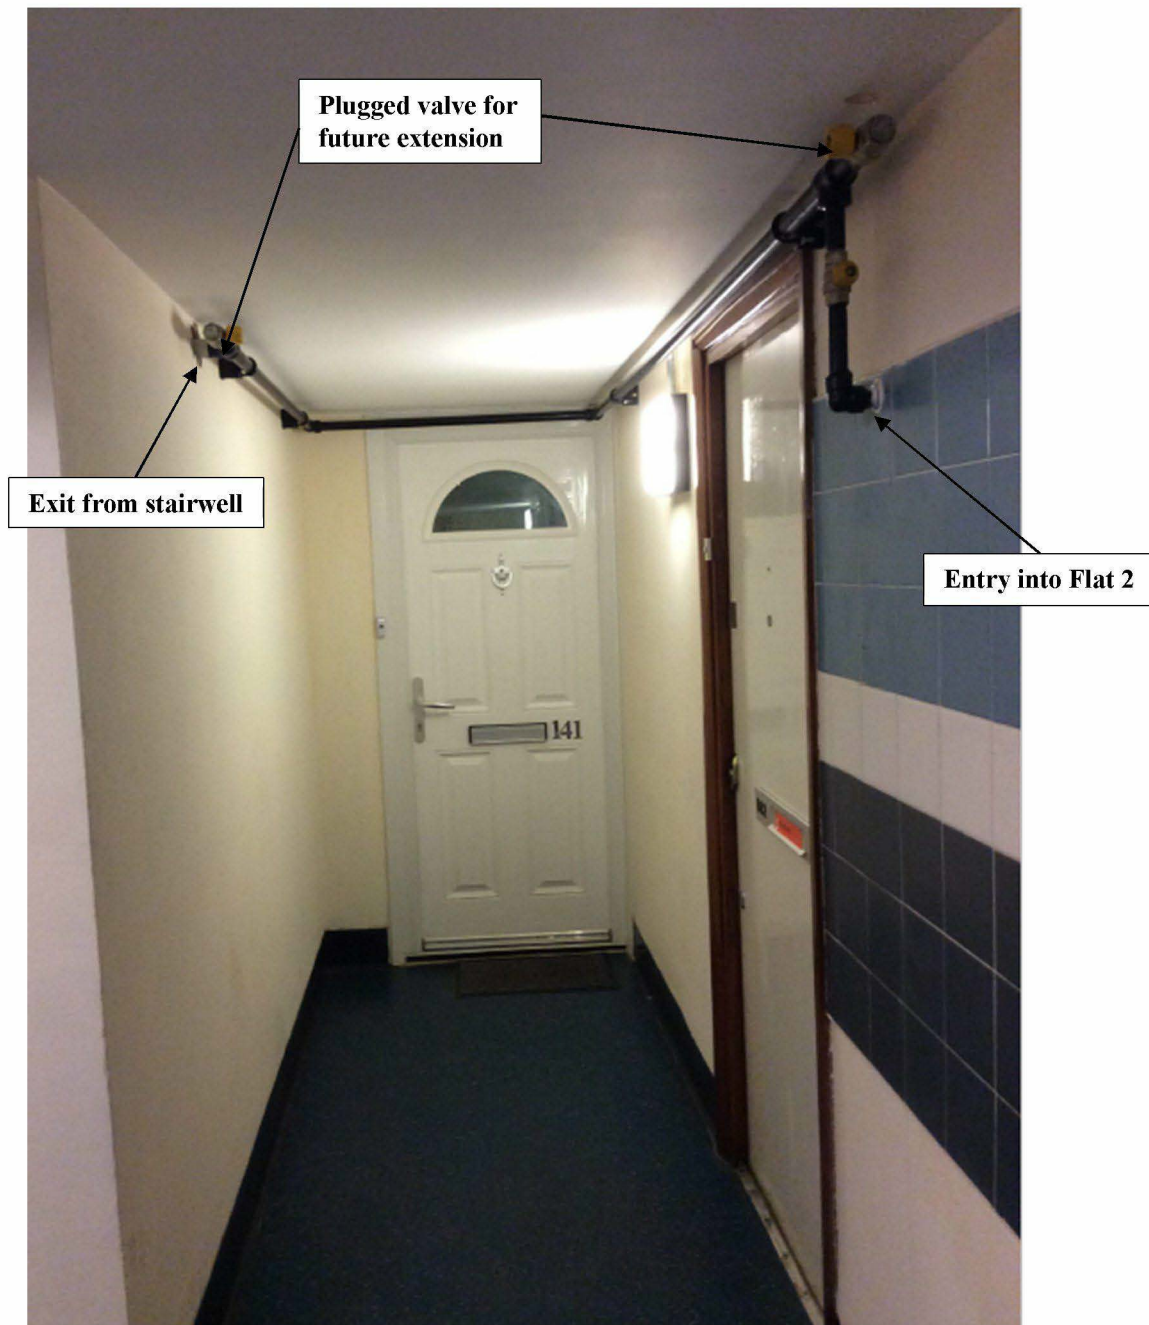 Plugged valve for
future extension
Exit from stairwell
Entry into Flat 2
141